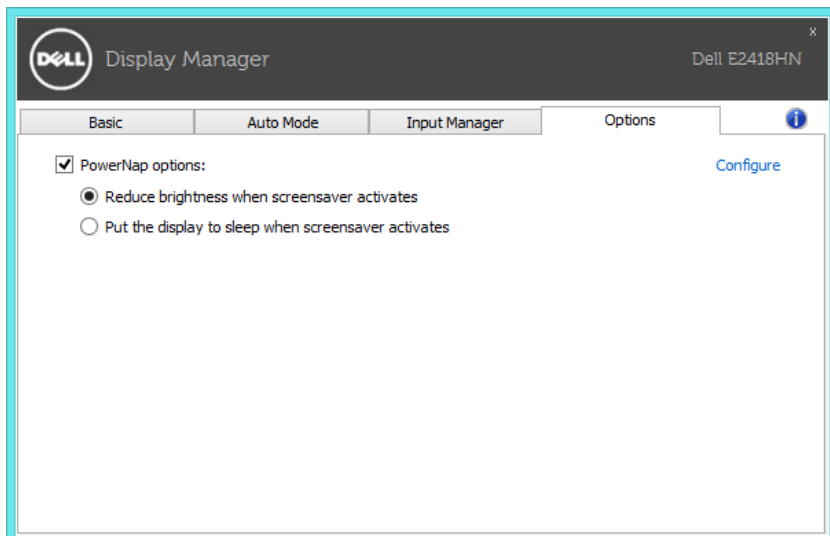 DELL Display Manager
x
Dell E2418HN
Basic Auto Mode Input Manager Options i
PowerNap options: Configure
Reduce brightness when screensaver activates
Put the display to sleep when screensaver activates